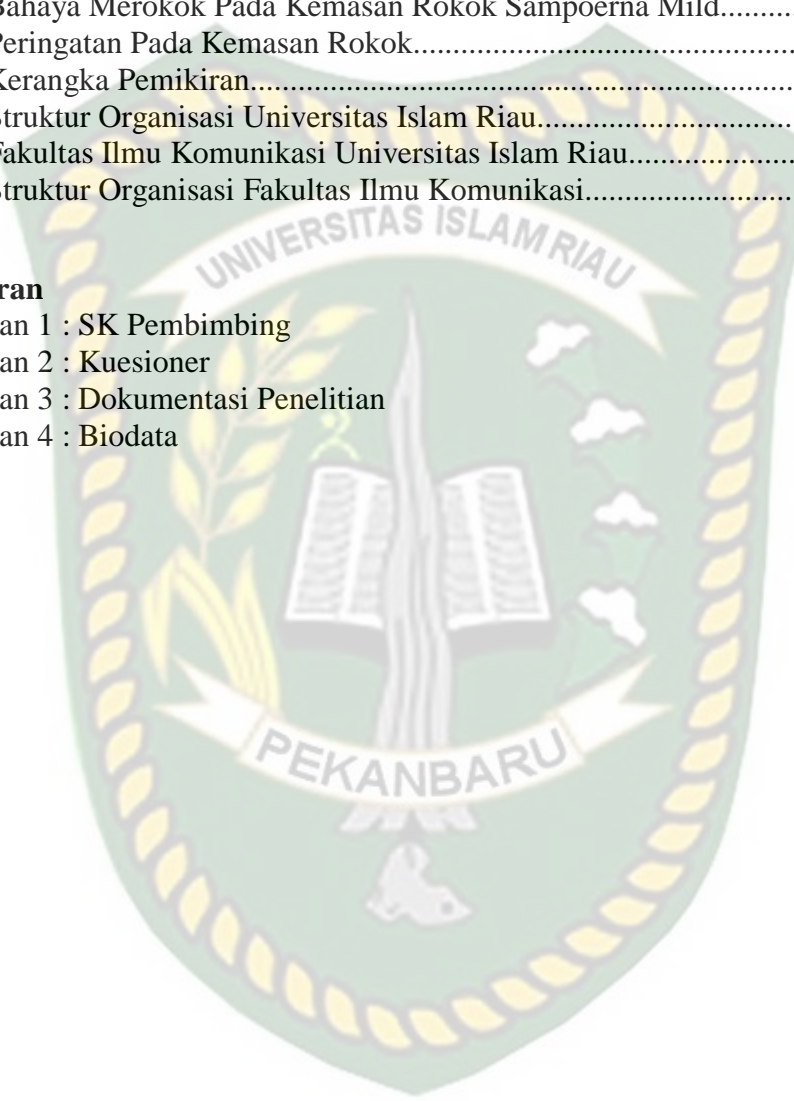 Bahaya Merokok Pada Kemasan Rokok Sampoerna Mild..........
Peringatan Pada Kemasan Rokok.......................................
Kerangka Pemikiran..........................................................
Struktur Organisasi Universitas Islam Riau..........................
Fakultas Ilmu Komunikasi Universitas Islam Riau.................
Struktur Organisasi Fakultas Ilmu Komunikasi.....................
UNIVERSITAS ISLAM RIAU
ran
an 1 : SK Pembimbing
an 2 : Kuesioner
an 3 : Dokumentasi Penelitian
an 4 : Biodata
PEKANBARU